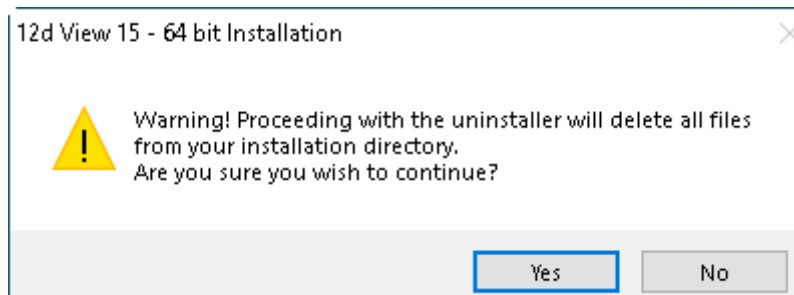 12d View 15 - 64 bit Installation
Warning! Proceeding with the uninstaller will delete all files
from your installation directory.
Are you sure you wish to continue?
Yes No